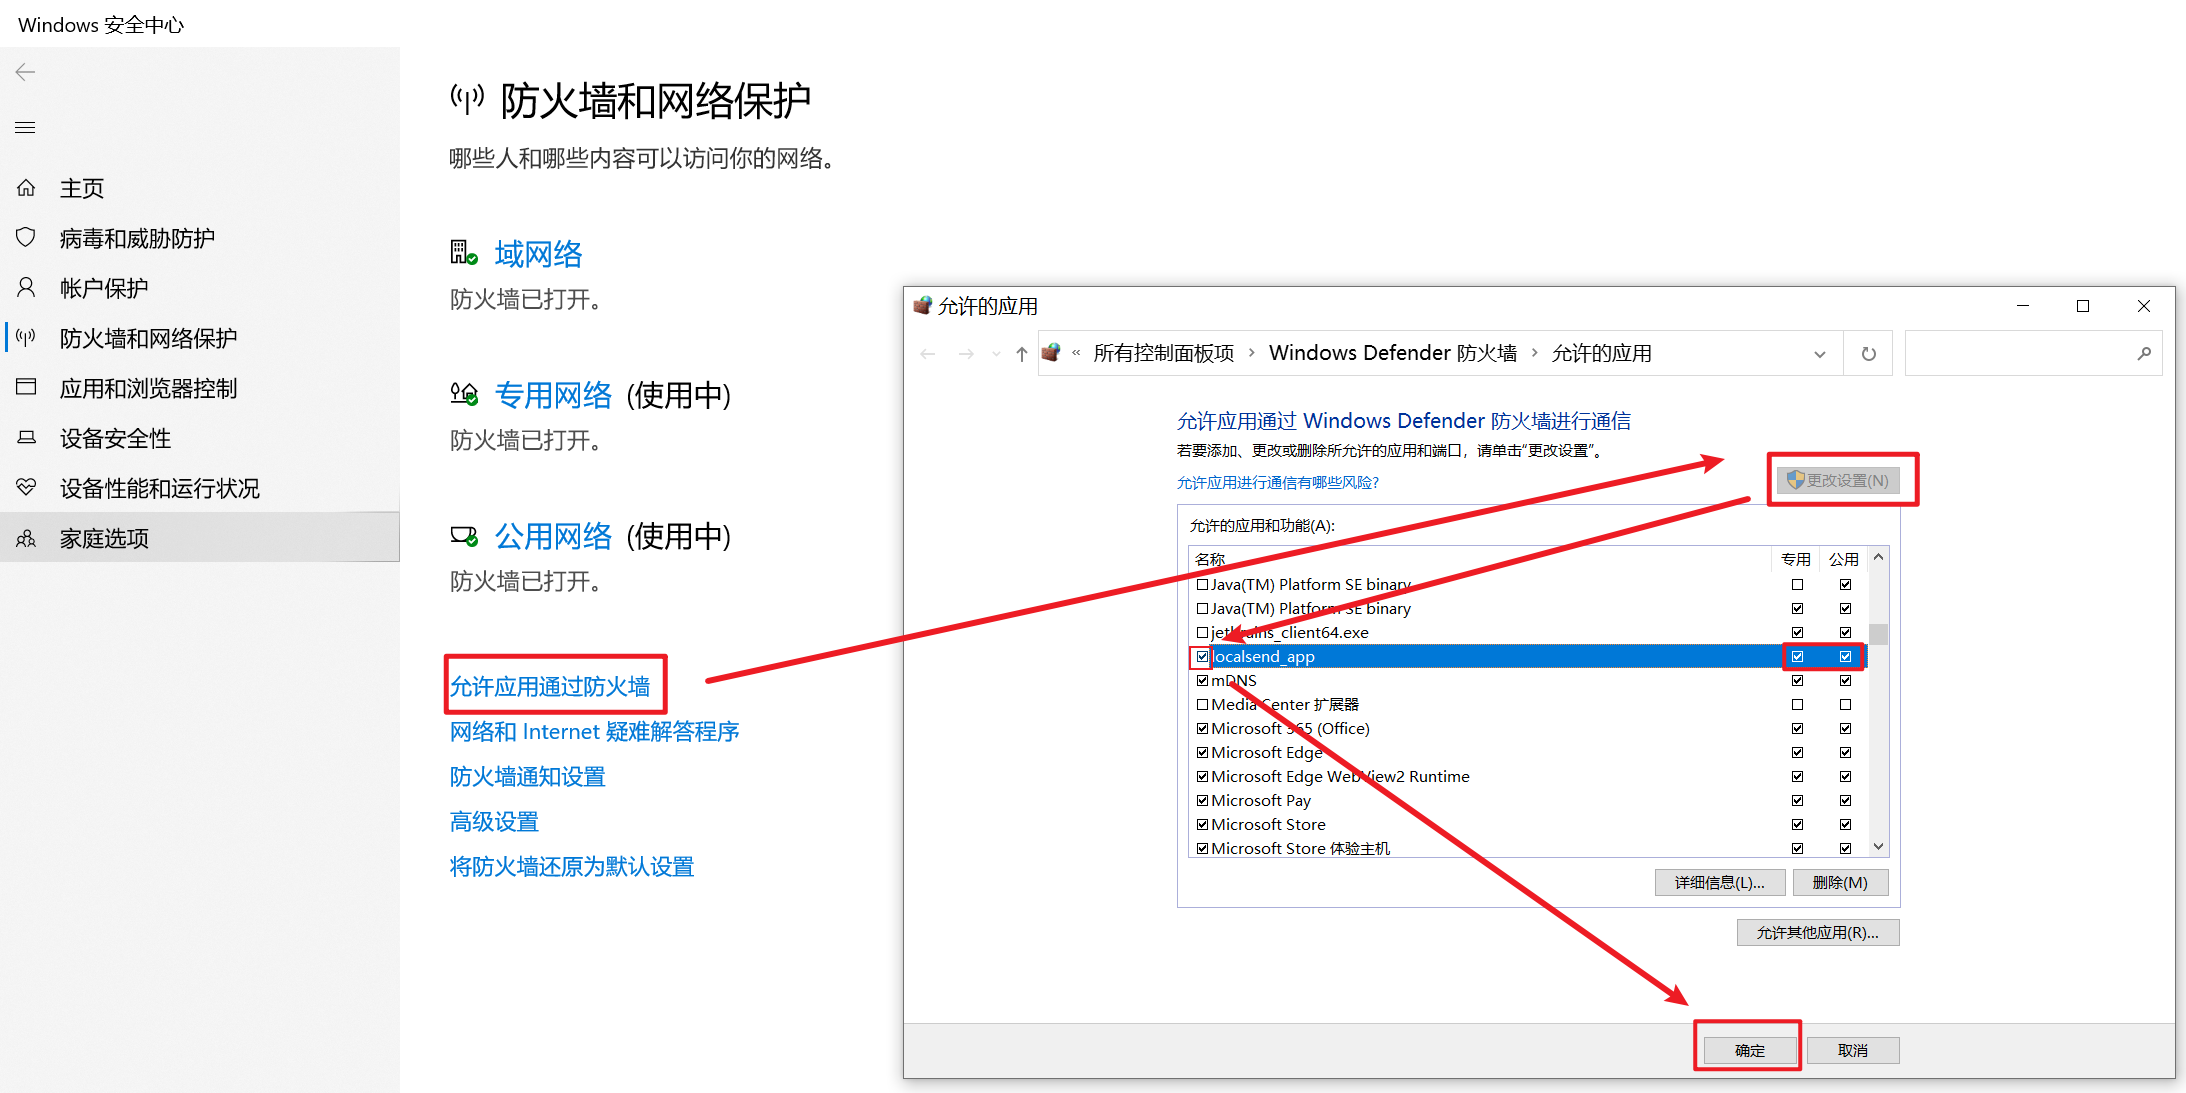 Windows 安全中心
主页
病毒和威胁防护
帐户保护
防火墙和网络保护
应用和浏览器控制
设备安全性
设备性能和运行状况
家庭选项
防火墙和网络保护
哪些人和哪些内容可以访问你的网络。
域网络
防火墙已打开。
专用网络 (使用中)
防火墙已打开。
公用网络 (使用中)
防火墙已打开。
允许应用通过防火墙
网络和 Internet 疑难解答程序
防火墙通知设置
高级设置
将防火墙还原为默认设置
允许的应用
« 所有控制面板项 › Windows Defender 防火墙 › 允许的应用
允许应用通过 Windows Defender 防火墙进行通信
若要添加、更改或删除所允许的应用和端口，请单击“更改设置”。
允许应用进行通信有哪些风险?
更改设置(N)
允许的应用和功能(A):
名称 专用 公用
Java(TM) Platform SE binary
Java(TM) Platform SE binary
jetbrains_client64.exe
localsend_app
mDNS
Media Center 扩展器
Microsoft 365 (Office)
Microsoft Edge
Microsoft Edge WebView2 Runtime
Microsoft Pay
Microsoft Store
Microsoft Store 体验主机
详细信息(L)... 删除(M)
允许其他应用(R)...
确定 取消